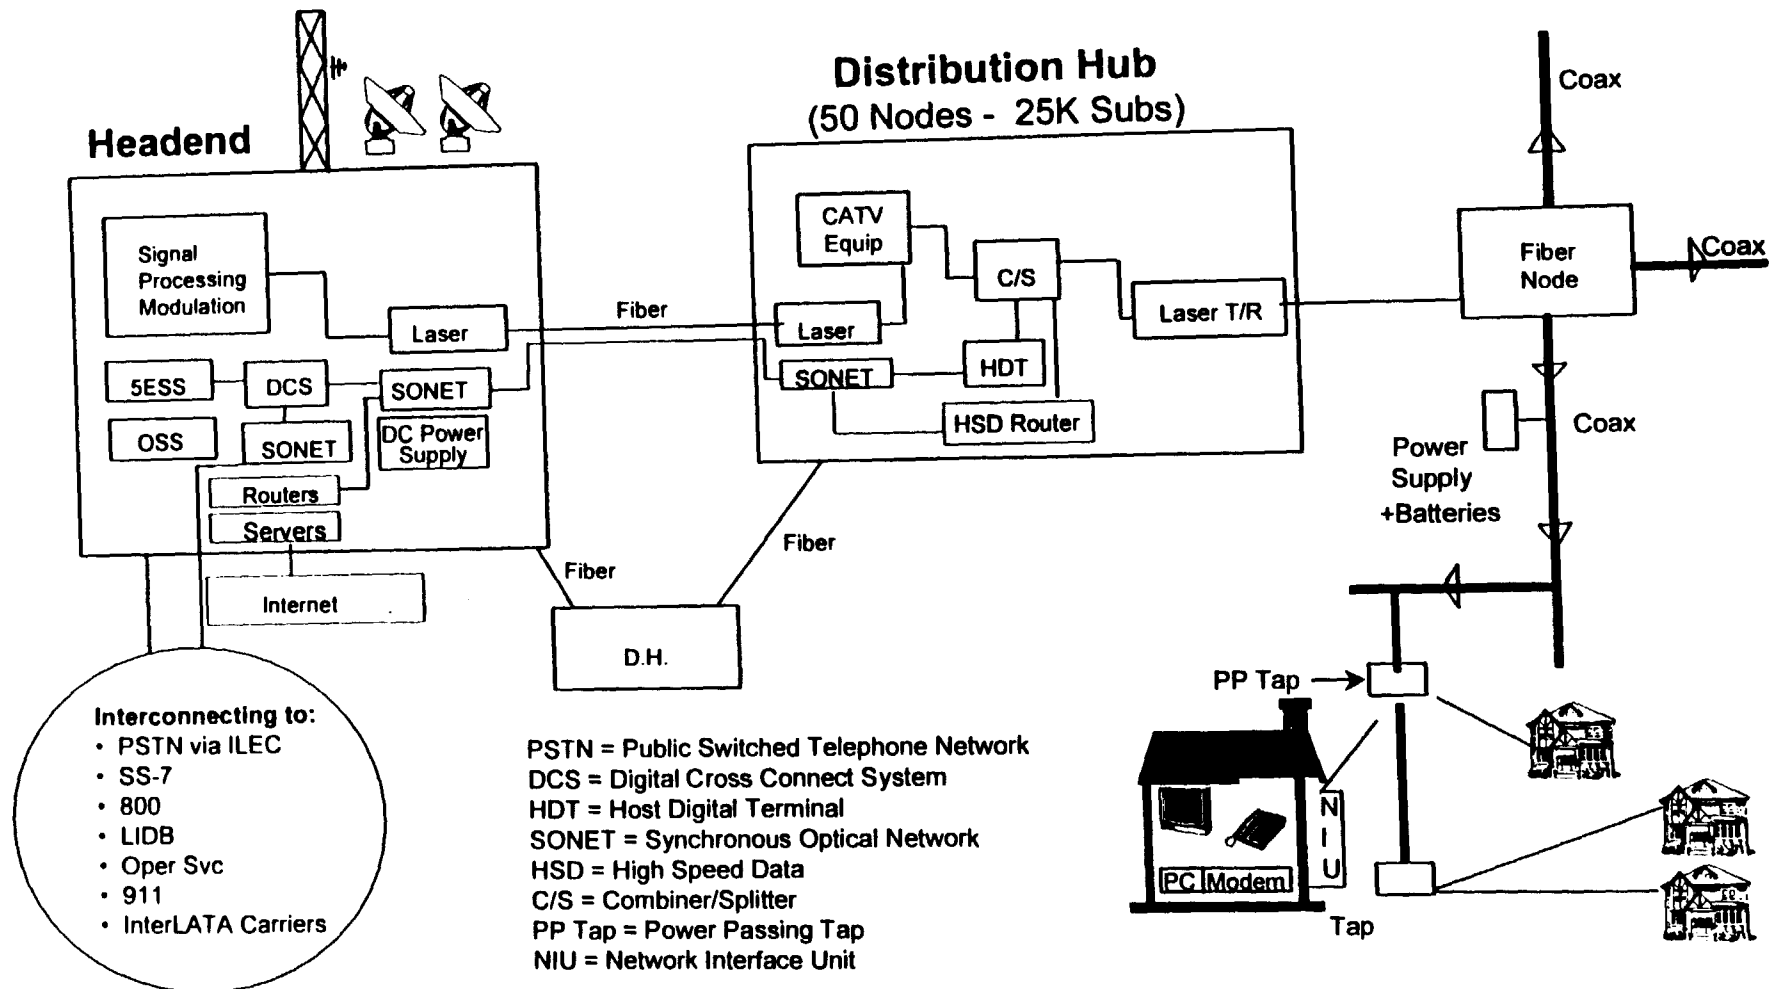 Headend
Signal
Processing
Modulation
Laser
5ESS
DCS
SONET
OSS
SONET
DC Power
Supply
Routers
Servers
Internet
Fiber
Distribution Hub
(50 Nodes - 25K Subs)
CATV
Equip
C/S
Laser
Laser T/R
SONET
HDT
HSD Router
Fiber
Fiber
D.H.
Coax
Fiber
Node
Coax
Coax
Power
Supply
+Batteries
PP Tap
NIU
PC Modem
Tap
Interconnecting to:
• PSTN via ILEC
• SS-7
• 800
• LIDB
• Oper Svc
• 911
• InterLATA Carriers
PSTN = Public Switched Telephone Network
DCS = Digital Cross Connect System
HDT = Host Digital Terminal
SONET = Synchronous Optical Network
HSD = High Speed Data
C/S = Combiner/Splitter
PP Tap = Power Passing Tap
NIU = Network Interface Unit